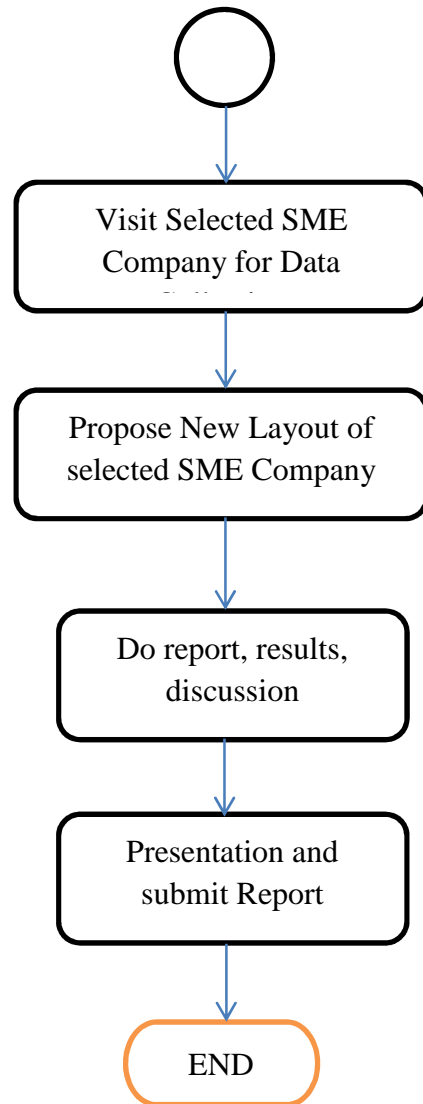 Visit Selected SME
Company for Data
Propose New Layout of
selected SME Company
Do report, results,
discussion
Presentation and
submit Report
END